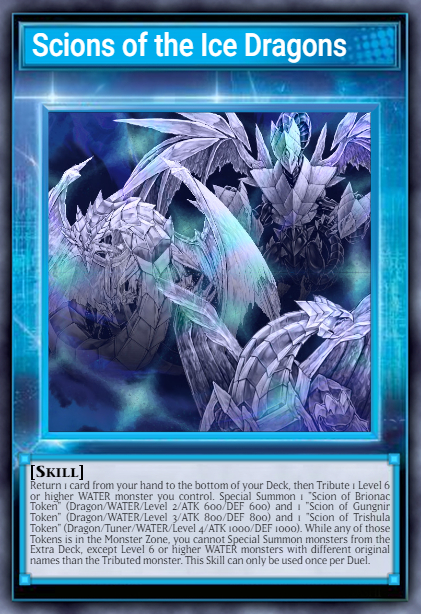 Scions of the Ice Dragons
[SKILL]
Return 1 card from your hand to the bottom of your Deck, then Tribute 1 Level 6
or higher WATER monster you control. Special Summon 1 "Scion of Brionac
Token" (Dragon/WATER/Level 2/ATK 600/DEF 600) and 1 "Scion of Gungnir
Token" (Dragon/WATER/Level 3/ATK 800/DEF 800) and 1 "Scion of Trishula
Token" (Dragon/Tuner/WATER/Level 4/ATK 1000/DEF 1000). While any of those
Tokens is in the Monster Zone, you cannot Special Summon monsters from the
Extra Deck, except Level 6 or higher WATER monsters with different original
names than the Tributed monster. This Skill can only be used once per Duel.